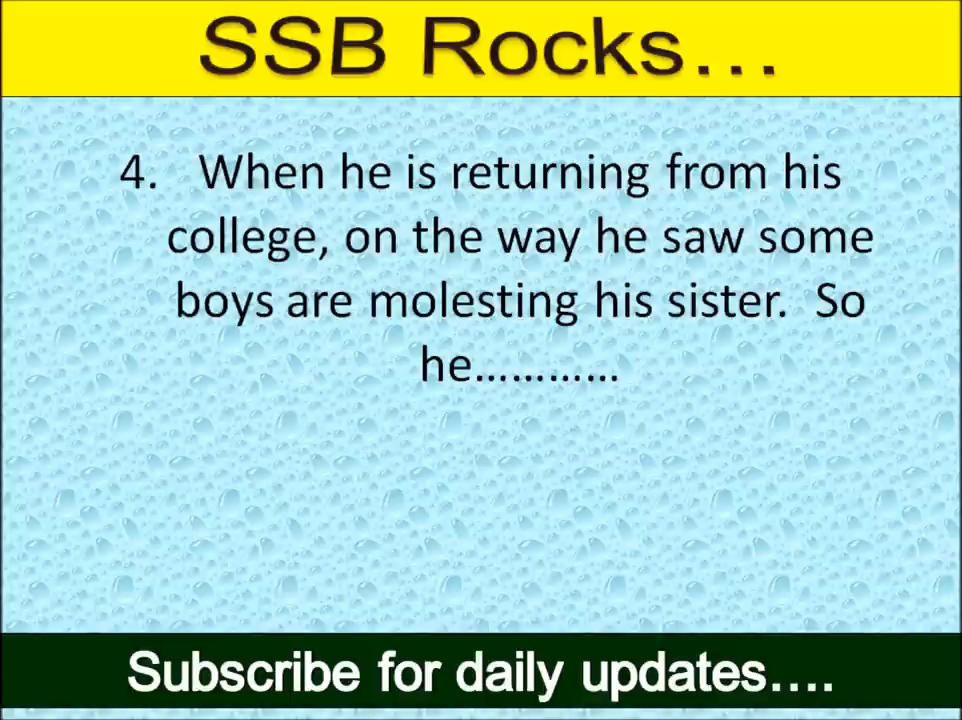 SSB Rocks...
4. When he is returning from his
college, on the way he saw some
boys are molesting his sister. So
he............
Subscribe for daily updates....